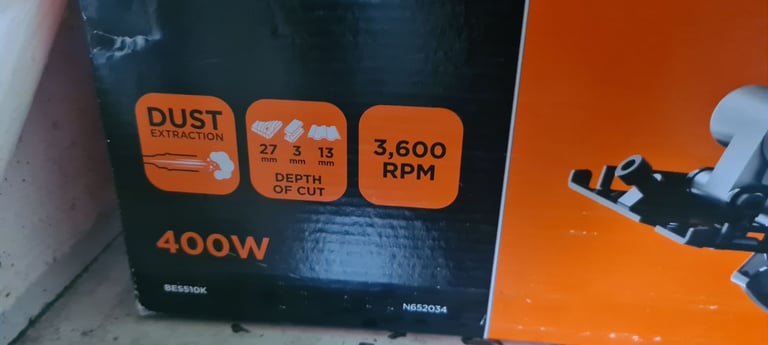 DUST
EXTRACTION
27 3 13
mm mm mm
DEPTH
OF CUT
3,600
RPM
400W
BES510K
N652034